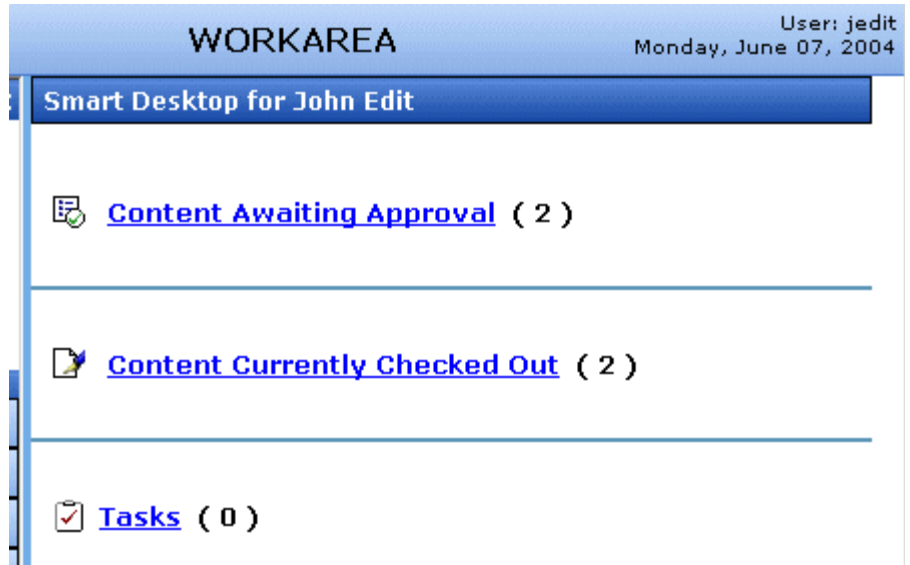 WORKAREA
User: jedit
Monday, June 07, 2004
Smart Desktop for John Edit
Content Awaiting Approval ( 2 )
Content Currently Checked Out ( 2 )
Tasks ( 0 )